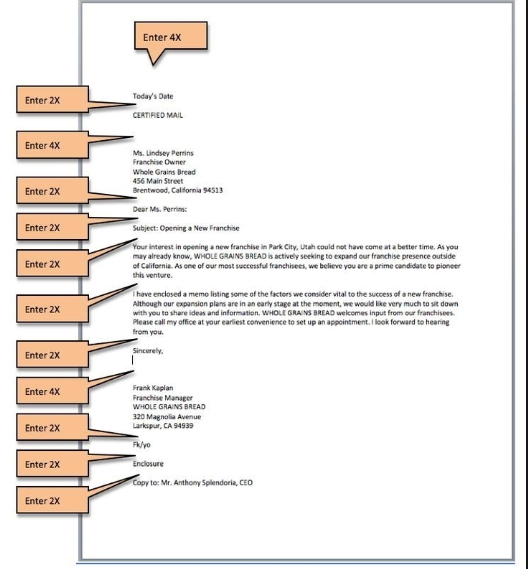 Enter 4X
Enter 2X
Today's Date
CERTIFIED MAIL
Enter 4X
Ms. Lindsey Perrins
Franchise Owner
Whole Grains Bread
456 Main Street
Enter 2X
Brentwood, California 94513
Dear Ms. Perrins:
Enter 2X
Subject: Opening a New Franchise
Enter 2X
Your interest in opening a new franchise in Park City, Utah could not have come at a better time. As you
may already know, WHOLE GRAINS BREAD is actively seeking to expand our franchise presence outside
of California. As one of our most successful franchisees, we believe you are a prime candidate to pioneer
this venture.
Enter 2X
I have enclosed a memo listing some of the factors we consider vital to the success of a new franchise.
Although our expansion plans are in an early stage at the moment, we would like very much to sit down
with you to share ideas and information. WHOLE GRAINS BREAD welcomes input from our franchisees.
Please call my office at your earliest convenience to set up an appointment. I look forward to hearing
from you.
Enter 2X
Sincerely,
Enter 4X
Frank Kaplan
Franchise Manager
WHOLE GRAINS BREAD
320 Magnolia Avenue
Larkspur, CA 94939
Enter 2X
Fk/yo
Enter 2X
Enclosure
Enter 2X
Copy to: Mr. Anthony Splendoria, CEO